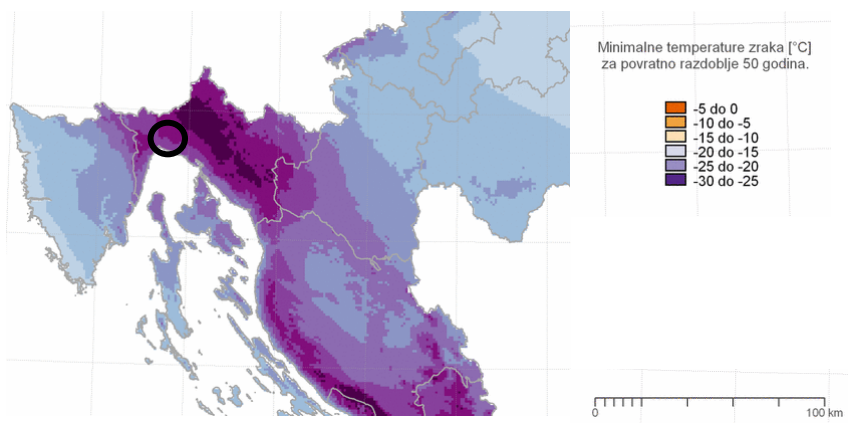 Minimalne temperature zraka [°C]
za povratno razdoblje 50 godina.
-5 do 0
-10 do -5
-15 do -10
-20 do -15
-25 do -20
-30 do -25
0 100 km